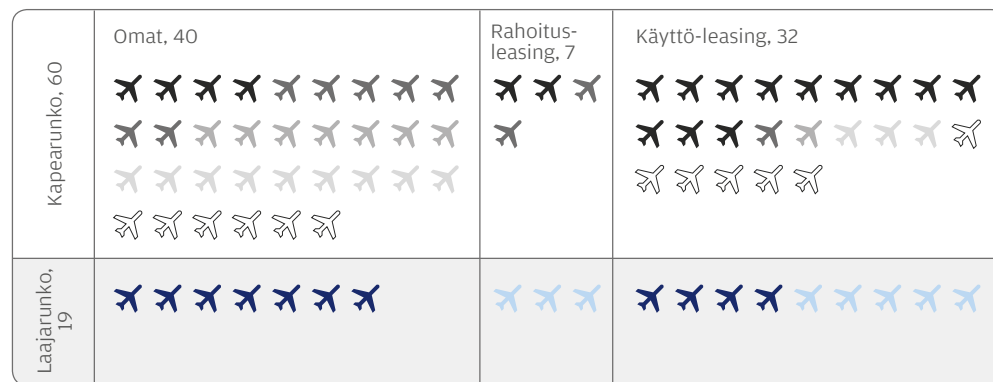 Omat, 40
Rahoitus-
leasing, 7
Käyttö-leasing, 32
Kapearunko, 60
Laajarunko,
19